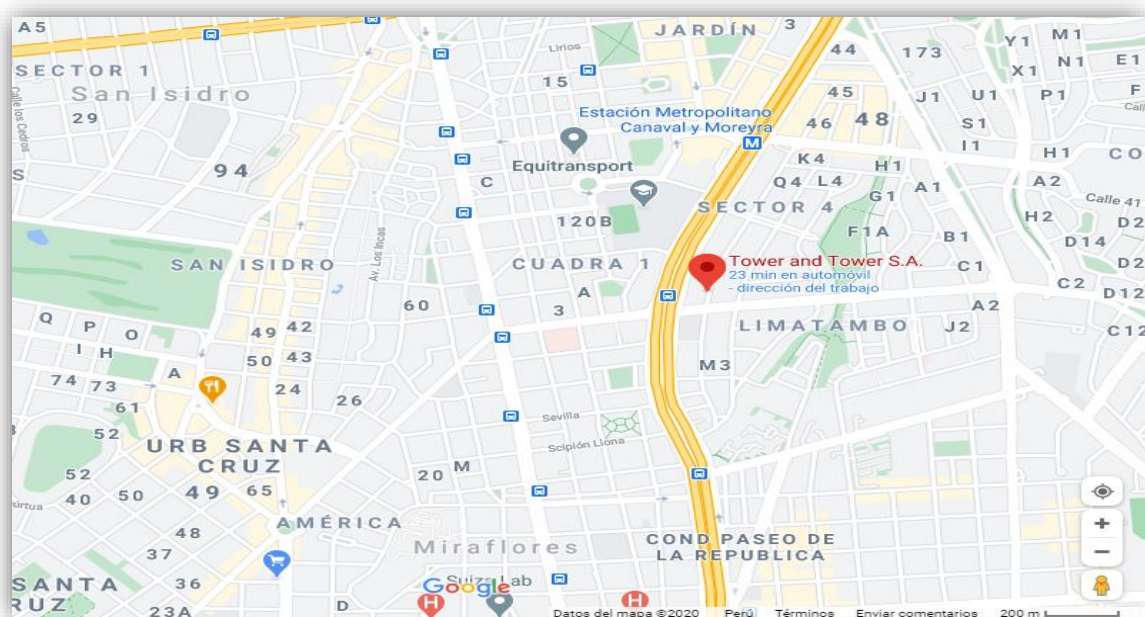 A5
JARDÍN
3
44
173
Y1
M1
Lirios
SECTOR 1
15
X1
N1
E1
San Isidro
45
J1
U1
P1
F
Calle los Cedros
29
Estación Metropolitano
Canaval y Moreyra
46
48
S1
I1
Equitransport
K4
H1
H1
CO
94
C
Q4
L4
A1
A2
S
G1
Calle 41
120B
SECTOR 4
F1A
H2
D2
B1
D14
Av. Los Incas
SAN ISIDRO
CUADRA 1
Tower and Tower S.A.
23 min en automóvil
- dirección del trabajo
C1
D2
C2
A
A2
D12
60
3
Q
P
O
49
42
LIMATAMBO
J2
C12
I
H
50
43
M3
74
73
A
24
26
61
Sevilla
52
URB SANTA
CRUZ
Scipión Llona
52
20
M
40
50
49
65
AMÉRICA
48
Miraflores
COND PASEO DE
LA REPUBLICA
37
SANTA
RUZ
36
Google
Suiza Lab
23A
D
H
H
Datos del mapa ©2020
Perú
Términos
Enviar comentarios
200 m